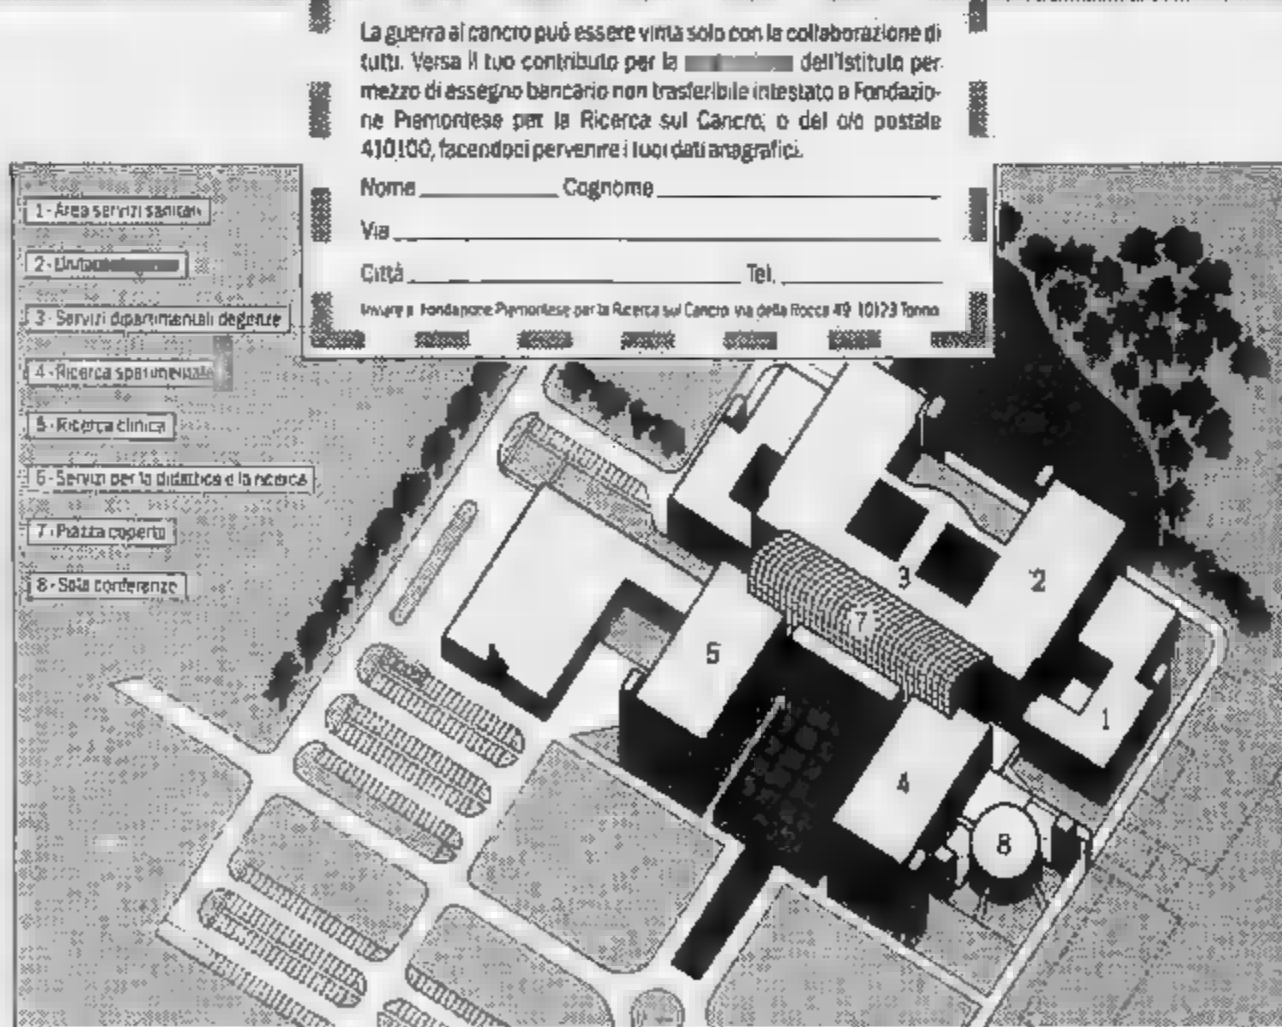 La guerra al cancro può essere vinta solo con la collaborazione di
tutti. Versa il tuo contributo per la dell'Istituto per
mezzo di assegno bancario non trasferibile intestato a Fondazio-
ne Piemontese per la Ricerca sul Cancro, o del c/c postale
410100, facendoci pervenire i tuoi dati anagrafici.
Nome Cognome
Via
Città Tel.
Inviare a Fondazione Piemontese per la Ricerca sul Cancro via della Rocca 49 10123 Torino
1 - Area servizi sanitari
2 -
3 - Servizi dipartimentali degenze
4 - Ricerca sperimentale
5 - Ricerca clinica
6 - Servizi per la didattica e la ricerca
7 - Piazza coperta
8 - Sala conferenze
3
2
7
5
1
4
8